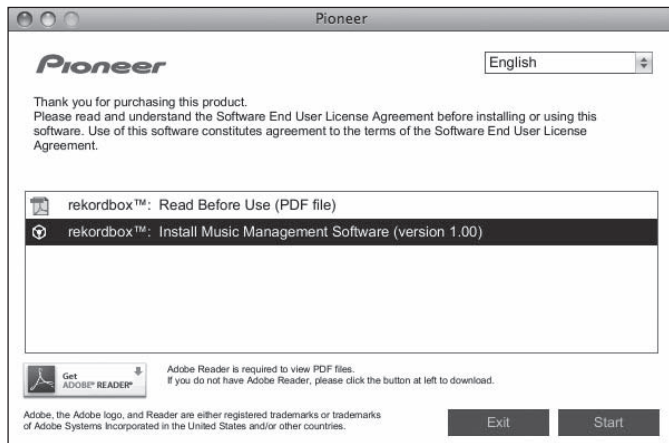 Pioneer
Pioneer
English
Thank you for purchasing this product.
Please read and understand the Software End User License Agreement before installing or using this
software. Use of this software constitutes agreement to the terms of the Software End User License
Agreement.
rekordbox™: Read Before Use (PDF file)
rekordbox™: Install Music Management Software (version 1.00)
Get
ADOBE® READER®
Adobe Reader is required to view PDF files.
If you do not have Adobe Reader, please click the button at left to download.
Adobe, the Adobe logo, and Reader are either registered trademarks or trademarks
of Adobe Systems Incorporated in the United States and/or other countries.
Exit
Start